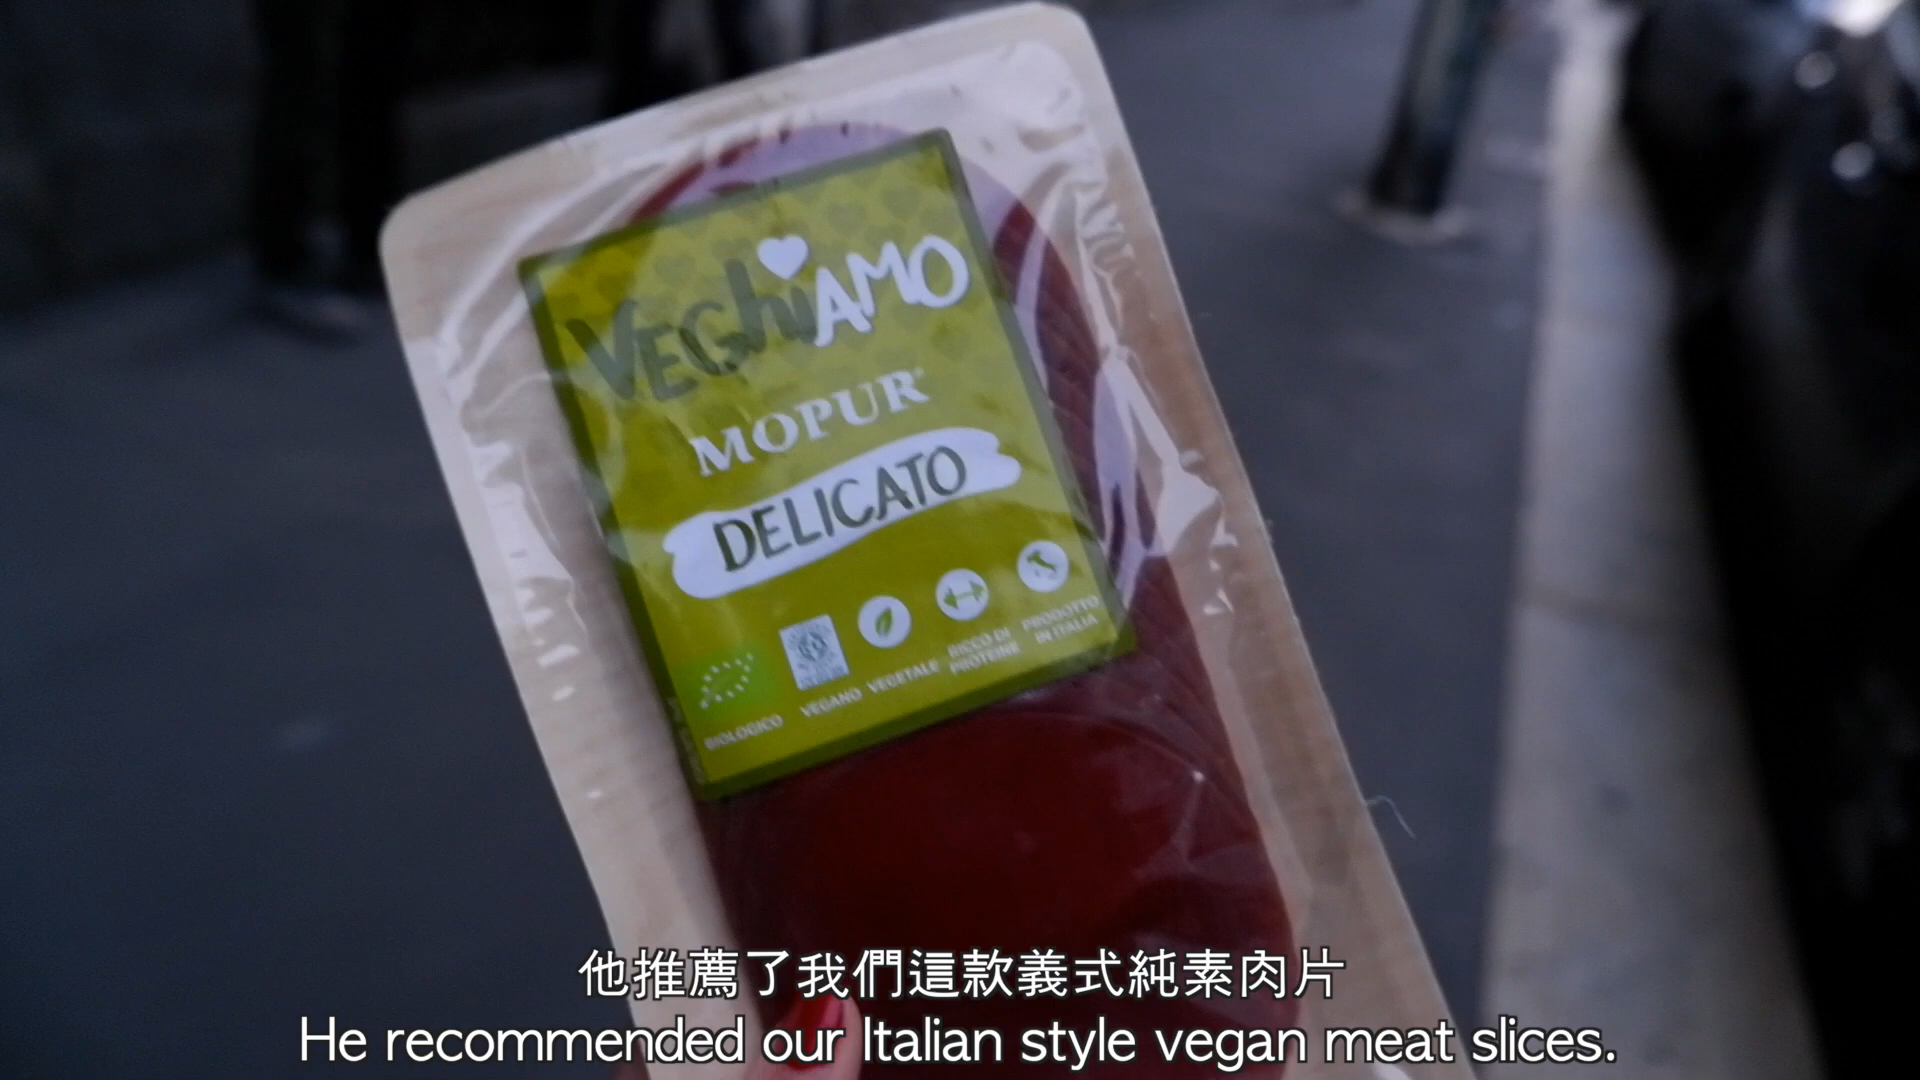 VEGhiAMO
MOPUR®
DELICATO
BIOLOGICO
VEGANO
VEGETALE
RICCO DI
PROTEINE
PRODOTTO
IN ITALIA
他推薦了我們這款義式純素肉片
He recommended our Italian style vegan meat slices.